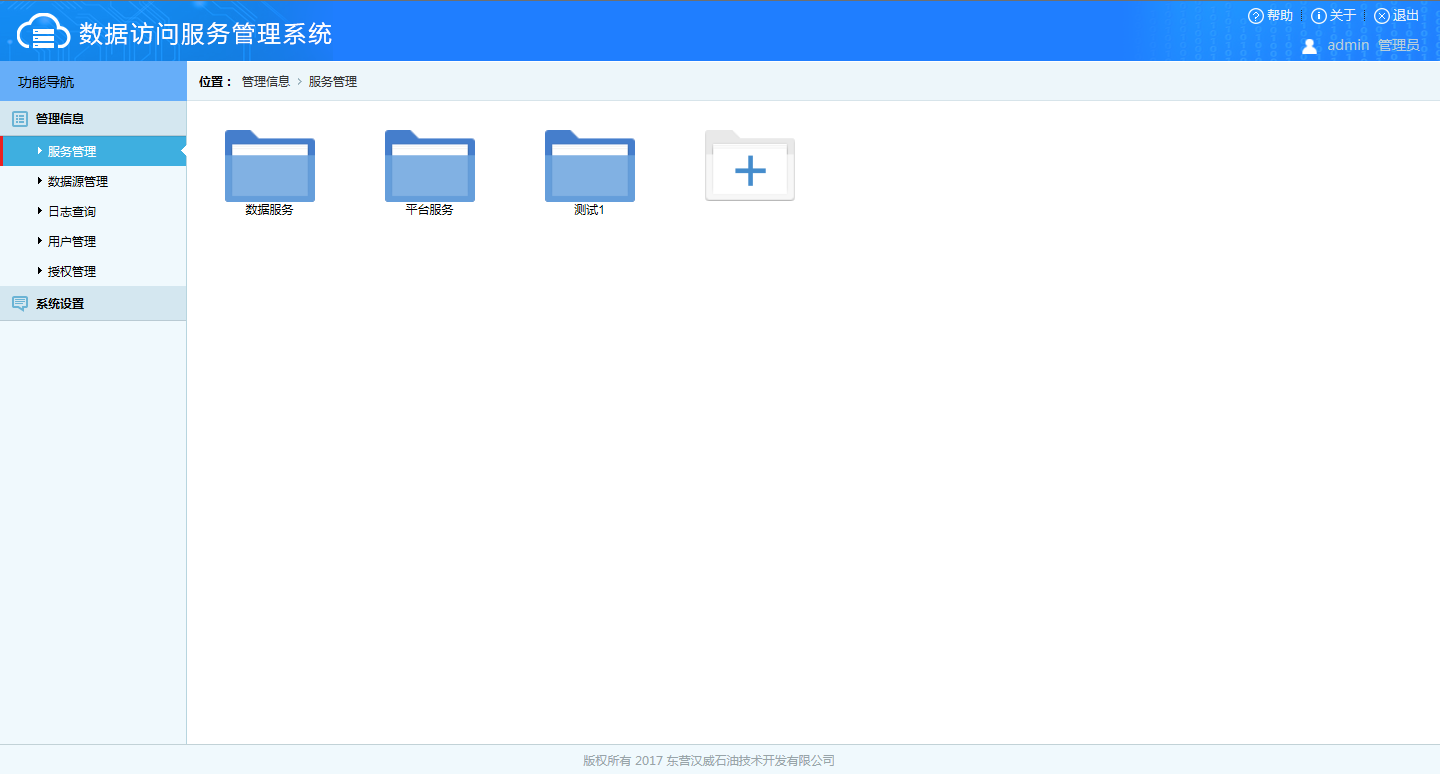 数据访问服务管理系统
帮助 关于 退出
admin 管理员
功能导航
位置： 管理信息 > 服务管理
管理信息
服务管理
数据源管理
日志查询
用户管理
授权管理
系统设置
数据服务 平台服务 测试1
版权所有 2017 东营汉威石油技术开发有限公司